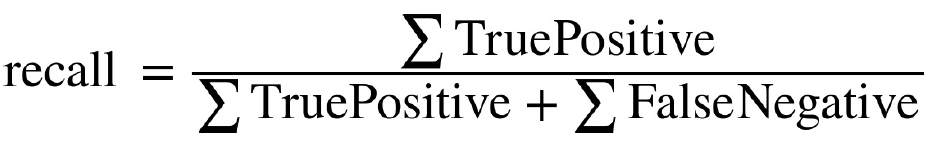 ∑ TruePositive
recall =
∑ TruePositive + ∑ FalseNegative